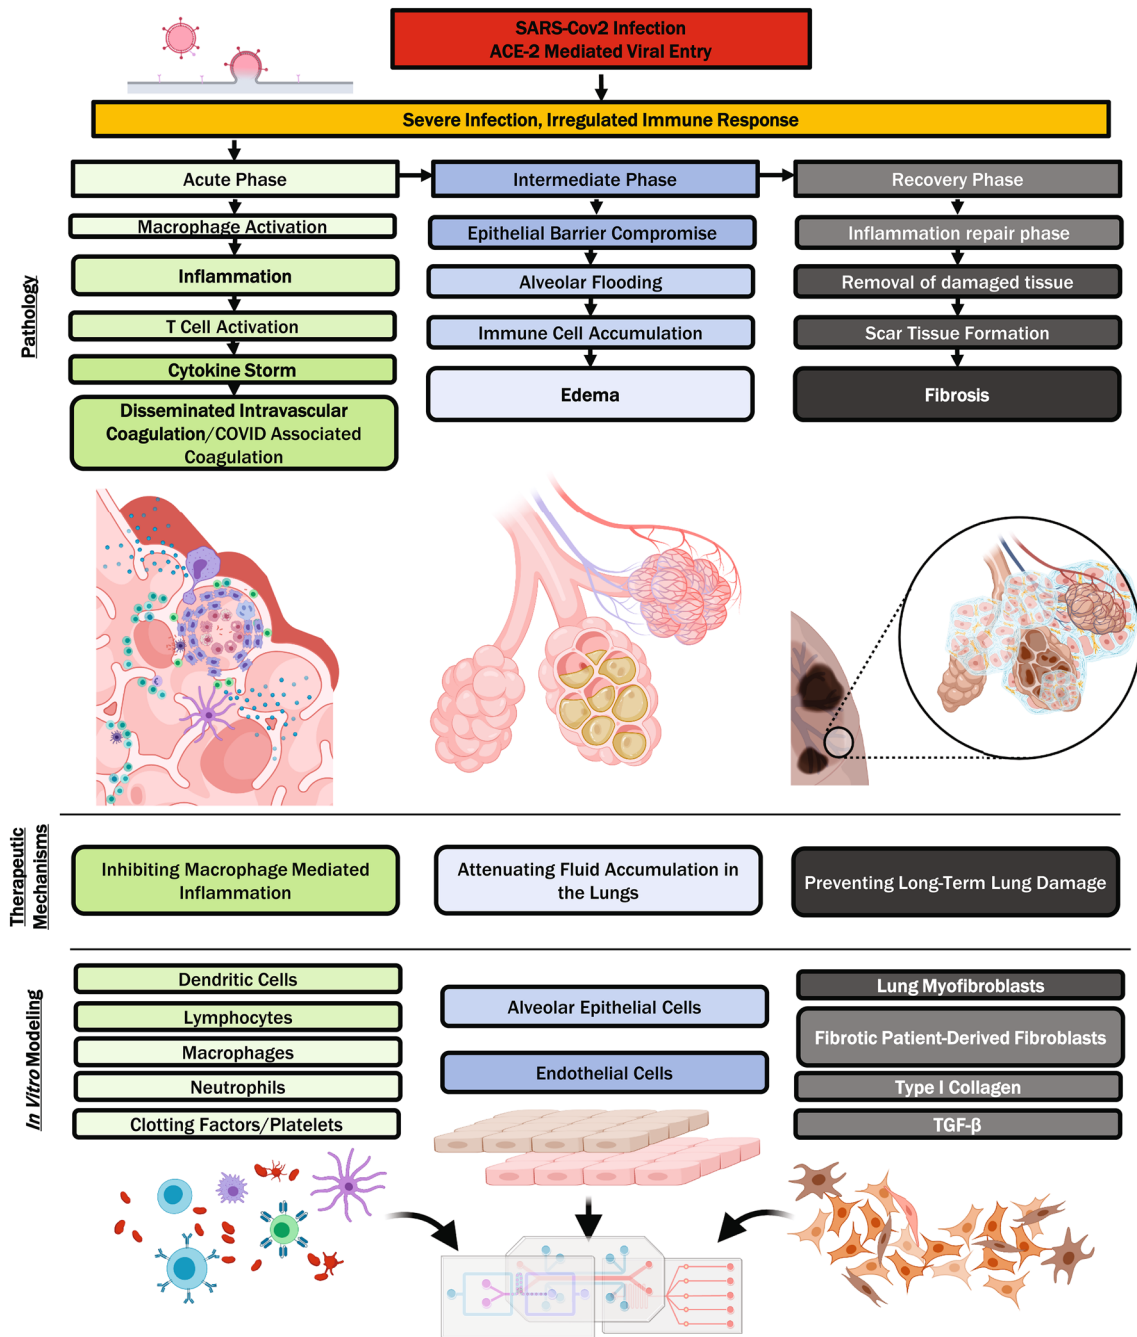 SARS-Cov2 Infection
ACE-2 Mediated Viral Entry
Severe Infection, Irregulated Immune Response
Pathology
Acute Phase
Macrophage Activation
Inflammation
T Cell Activation
Cytokine Storm
Disseminated Intravascular
Coagulation/COVID Associated
Coagulation
Intermediate Phase
Epithelial Barrier Compromise
Alveolar Flooding
Immune Cell Accumulation
Edema
Recovery Phase
Inflammation repair phase
Removal of damaged tissue
Scar Tissue Formation
Fibrosis
Therapeutic
Mechanisms
Inhibiting Macrophage Mediated
Inflammation
Attenuating Fluid Accumulation in
the Lungs
Preventing Long-Term Lung Damage
In Vitro Modeling
Dendritic Cells
Lymphocytes
Macrophages
Neutrophils
Clotting Factors/Platelets
Alveolar Epithelial Cells
Endothelial Cells
Lung Myofibroblasts
Fibrotic Patient-Derived Fibroblasts
Type I Collagen
TGF-β